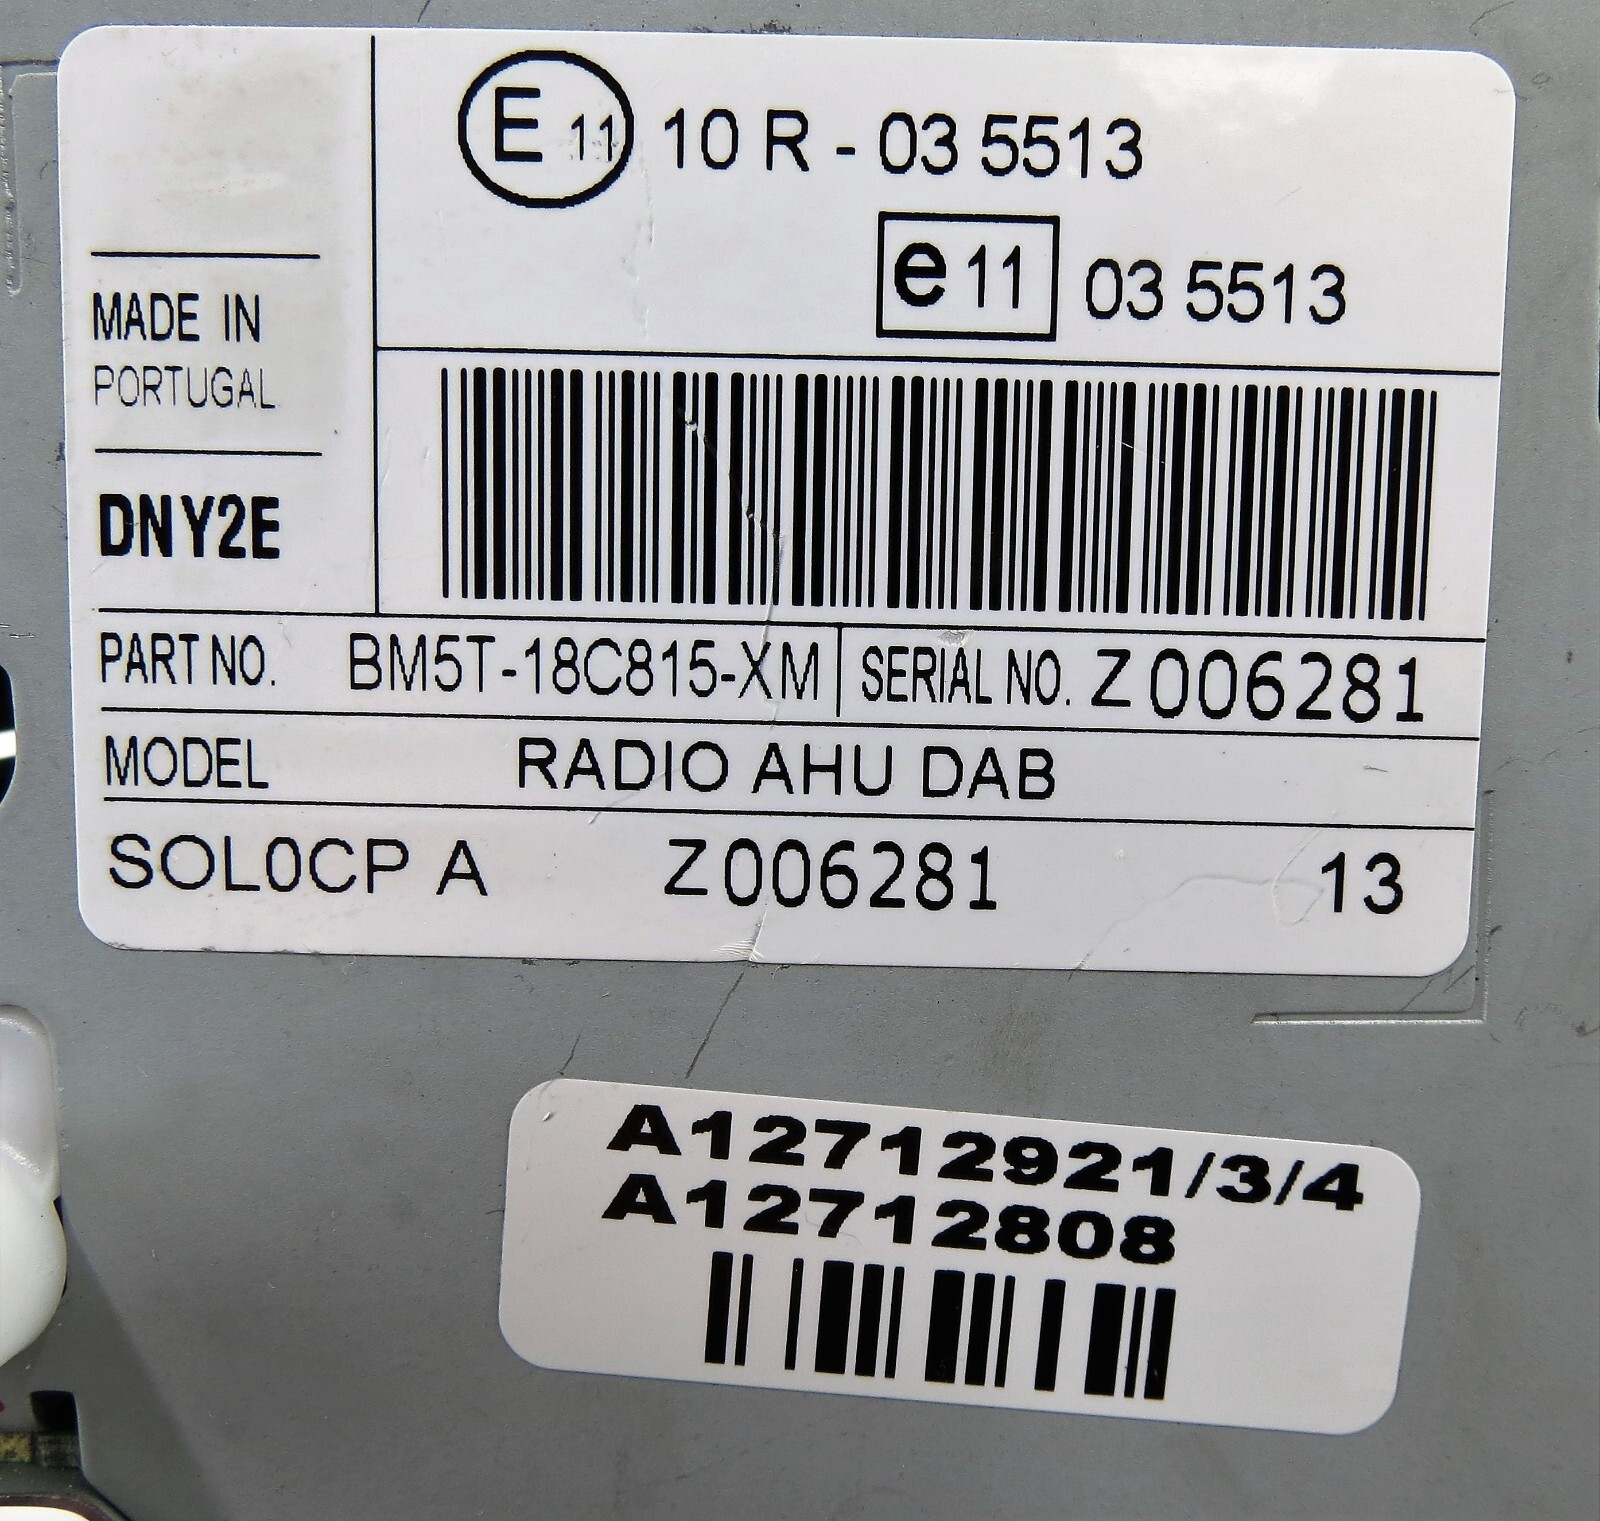 E 11 10 R - 03 5513
e 11 03 5513
MADE IN
PORTUGAL
DNY2E
PART NO. BM5T-18C815-XM SERIAL NO. Z006281
MODEL RADIO AHU DAB
SOL0CP A Z006281 13
A12712921/3/4
A12712808